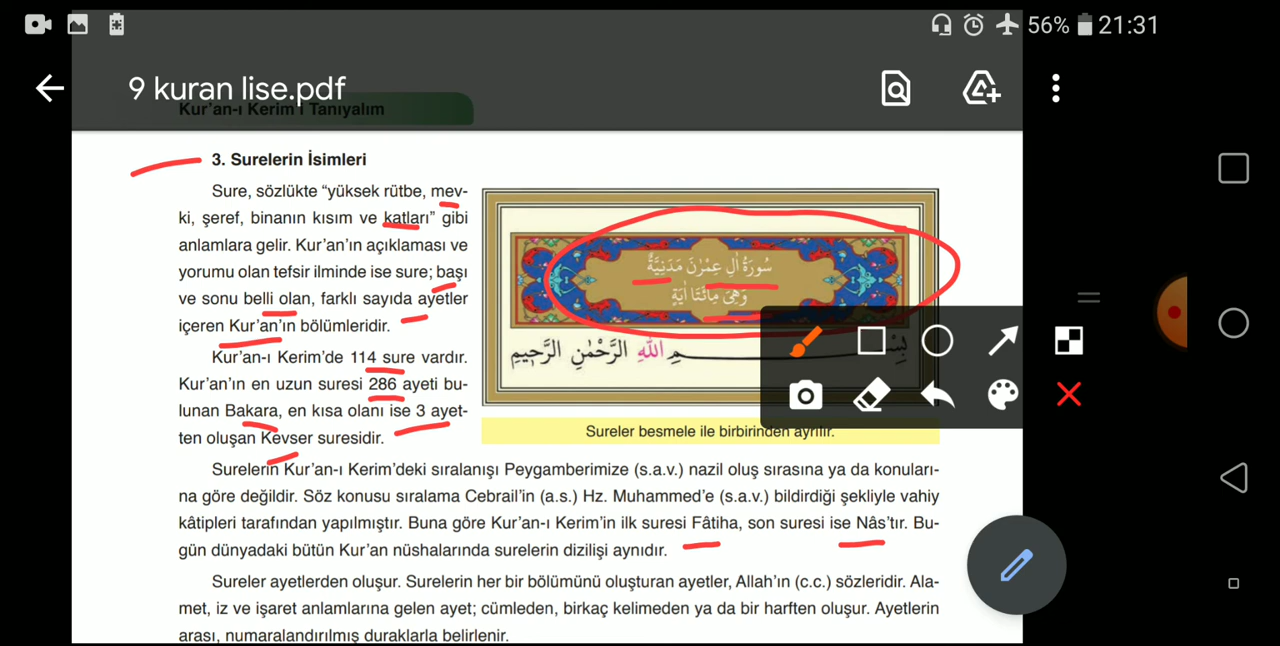 56% 21:31
9 kuran lise.pdf
Kur’an-ı Kerim’i Tanıyalım
3. Surelerin İsimleri
Sure, sözlükte “yüksek rütbe, mev-
ki, şeref, binanın kısım ve katları” gibi
anlamlara gelir. Kur’an’ın açıklaması ve
yorumu olan tefsir ilminde ise sure; başı
ve sonu belli olan, farklı sayıda ayetler
içeren Kur’an’ın bölümleridir.
Kur’an-ı Kerim’de 114 sure vardır.
Kur’an’ın en uzun suresi 286 ayeti bu-
lunan Bakara, en kısa olanı ise 3 ayet-
ten oluşan Kevser suresidir.
سُورَةُ اٰلِ عِمْرٰنَ مَدَنِيَّةٌ
وَهِىَ مِائَتَا اٰيَةٍ
بِسْمِ اللّٰهِ الرَّحْمٰنِ الرَّحٖيمِ
Sureler besmele ile birbirinden ayrılır.
Surelerin Kur’an-ı Kerim’deki sıralanışı Peygamberimize (s.a.v.) nazil oluş sırasına ya da konuları-
na göre değildir. Söz konusu sıralama Cebrail’in (a.s.) Hz. Muhammed’e (s.a.v.) bildirdiği şekliyle vahiy
kâtipleri tarafından yapılmıştır. Buna göre Kur’an-ı Kerim’in ilk suresi Fâtiha, son suresi ise Nâs’tır. Bu-
gün dünyadaki bütün Kur’an nüshalarında surelerin dizilişi aynıdır.
Sureler ayetlerden oluşur. Surelerin her bir bölümünü oluşturan ayetler, Allah’ın (c.c.) sözleridir. Ala-
met, iz ve işaret anlamlarına gelen ayet; cümleden, birkaç kelimeden ya da bir harften oluşur. Ayetlerin
arası, numaralandırılmış duraklarla belirlenir.